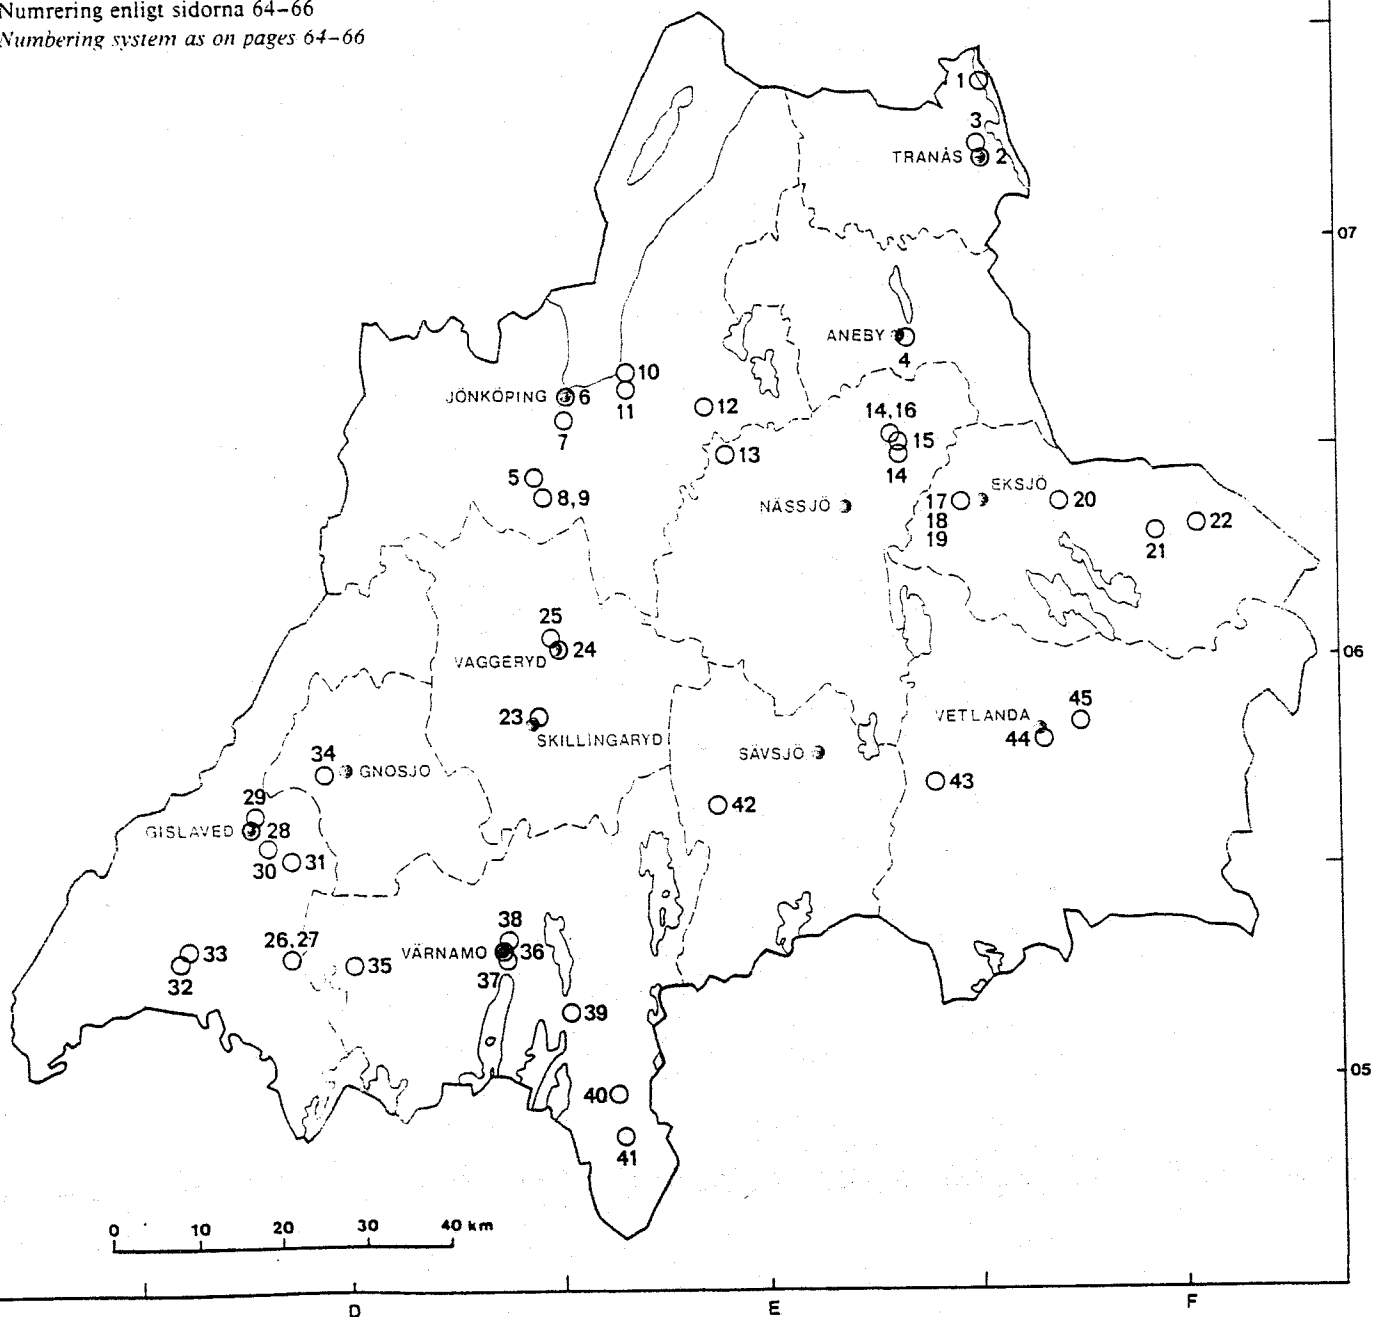 Numrering enligt sidorna 64–66
Numbering system as on pages 64–66
1
3
TRANÅS 2
07
ANEBY
4
10
JÖNKÖPING 6
11
12
7
14,16
15
14
13
5
8,9
EKSJÖ
NÄSSJÖ
17
18
19
20
22
21
25
24
VAGGERYD
06
23
SKILLINGARYD
45
VETLANDA
44
SÄVSJÖ
34
GNOSJÖ
43
42
29
GISLAVED 28
30
31
38
VÄRNAMO 36
37
26,27
33
32
35
39
40
41
05
0 10 20 30 40 km
D E F